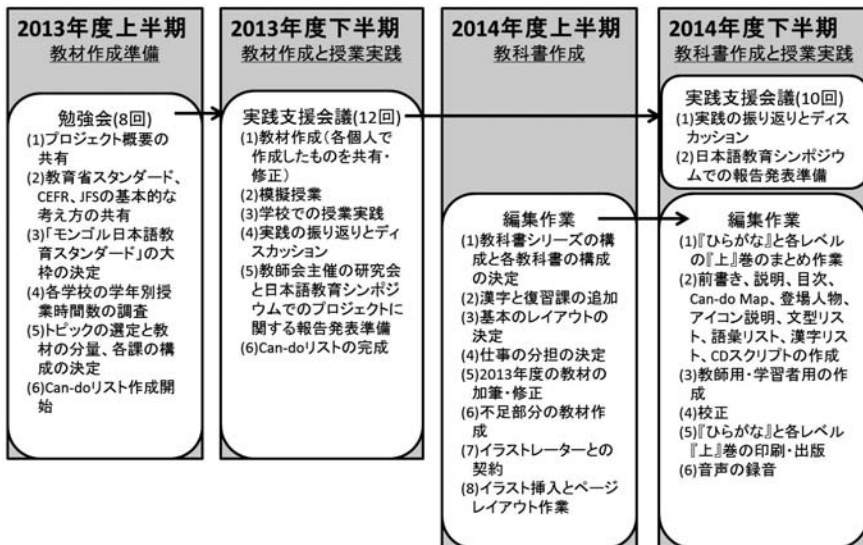 2013年度上半期
教材作成準備
勉強会(8回)
(1)プロジェクト概要の
共有
(2)教育省スタンダード、
CEFR、JFSの基本的な
考え方の共有
(3)「モンゴル日本語教
育スタンダード」の大
枠の決定
(4)各学校の学年別授
業時間数の調査
(5)トピックの選定と教
材の分量、各課の構
成の決定
(6)Can-doリスト作成開
始
2013年度下半期
教材作成と授業実践
実践支援会議(12回)
(1)教材作成(各個人で
作成したものを共有・
修正)
(2)模擬授業
(3)学校での授業実践
(4)実践の振り返りとディ
スカッション
(5)教師会主催の研究会
と日本語教育シンポジ
ウムでのプロジェクトに
関する報告発表準備
(6)Can-doリストの完成
2014年度上半期
教科書作成
編集作業
(1)教科書シリーズの構
成と各教科書の構成
の決定
(2)漢字と復習課の追加
(3)基本のレイアウトの
決定
(4)仕事の分担の決定
(5)2013年度の教材の
加筆・修正
(6)不足部分の教材作
成
(7)イラストレーターとの
契約
(8)イラスト挿入とページ
レイアウト作業
2014年度下半期
教科書作成と授業実践
実践支援会議(10回)
(1)実践の振り返りとディス
カッション
(2)日本語教育シンポジウ
ムでの報告発表準備
編集作業
(1)『ひらがな』と各レベル
の『上』巻のまとめ作業
(2)前書き、説明、目次、
Can-do Map、登場人物、
アイコン説明、文型リス
ト、語彙リスト、漢字リ
スト、CDスクリプトの作成
(3)教師用・学習者用の作
成
(4)校正
(5)『ひらがな』と各レベル
『上』巻の印刷・出版
(6)音声の録音